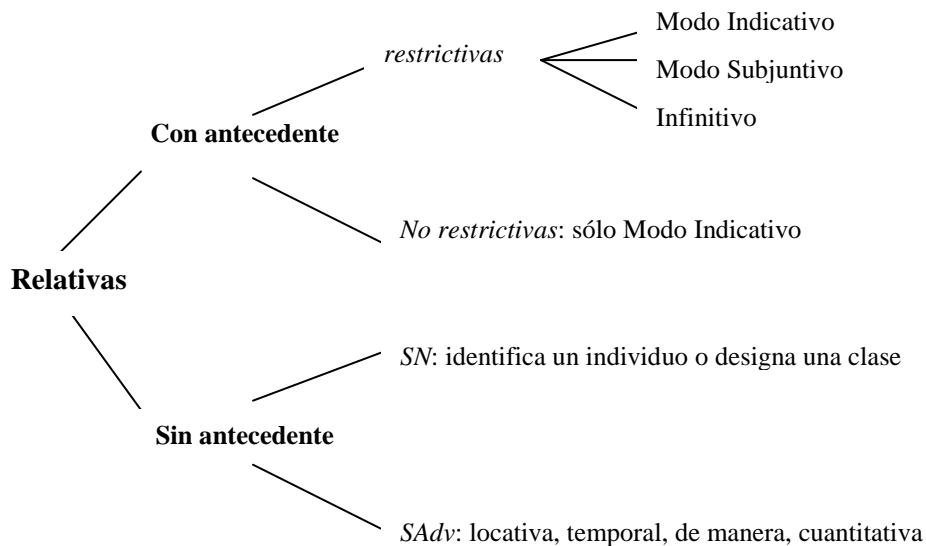 Modo Indicativo
restrictivas
Modo Subjuntivo
Infinitivo
Con antecedente
No restrictivas: sólo Modo Indicativo
Relativas
SN: identifica un individuo o designa una clase
Sin antecedente
SAdv: locativa, temporal, de manera, cuantitativa